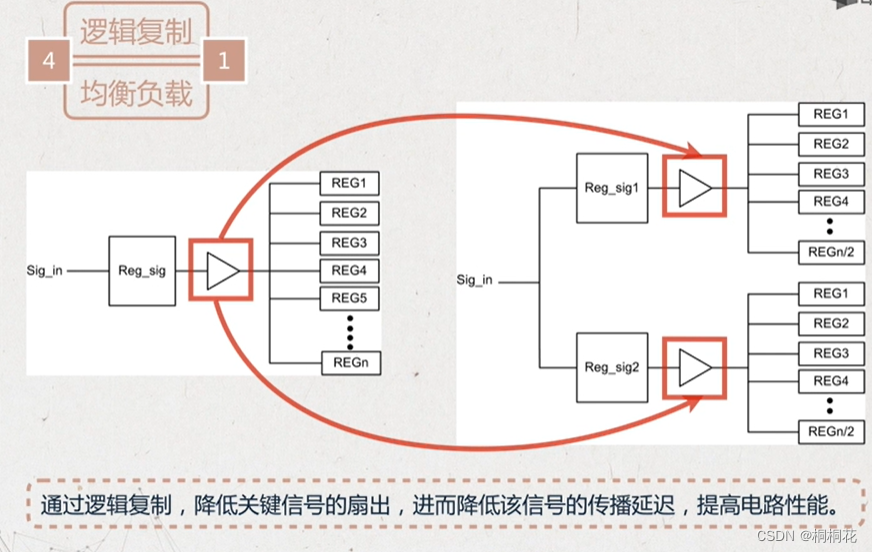 逻辑复制
4
1
均衡负载
Sig_in
Reg_sig
REG1
REG2
REG3
REG4
REG5
REGn
Sig_in
Reg_sig1
REG1
REG2
REG3
REG4
REGn/2
Reg_sig2
REG1
REG2
REG3
REG4
REGn/2
通过逻辑复制，降低关键信号的扇出，进而降低该信号的传播延迟，提高电路性能。
CSDN @桐桐花